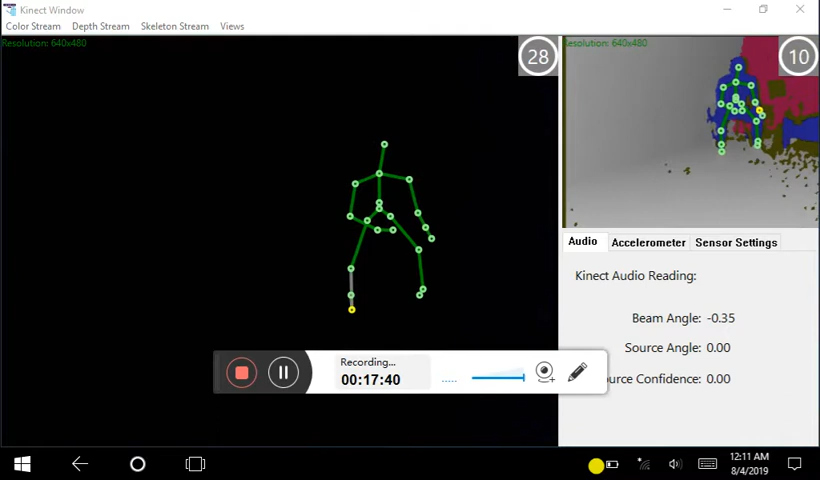 Kinect Window
Color Stream Depth Stream Skeleton Stream Views
Resolution: 640x480
28
Resolution: 640x480
10
Audio Accelerometer Sensor Settings
Kinect Audio Reading:
Beam Angle: -0.35
Source Angle: 0.00
ource Confidence: 0.00
Recording...
00:17:40
12:11 AM
8/4/2019